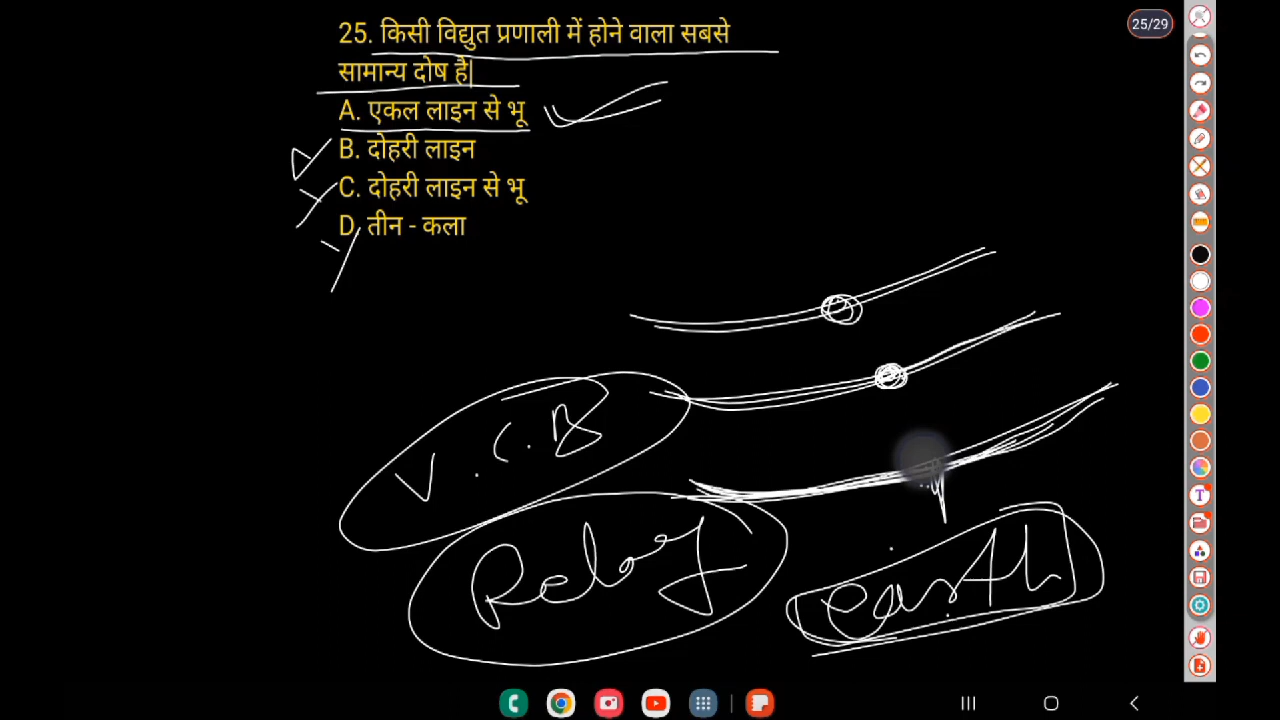 25/29
25. किसी विद्युत प्रणाली में होने वाला सबसे
सामान्य दोष है|
A. एकल लाइन से भू
B. दोहरी लाइन
C. दोहरी लाइन से भू
D. तीन - कला
V.C.B
Relay
earth